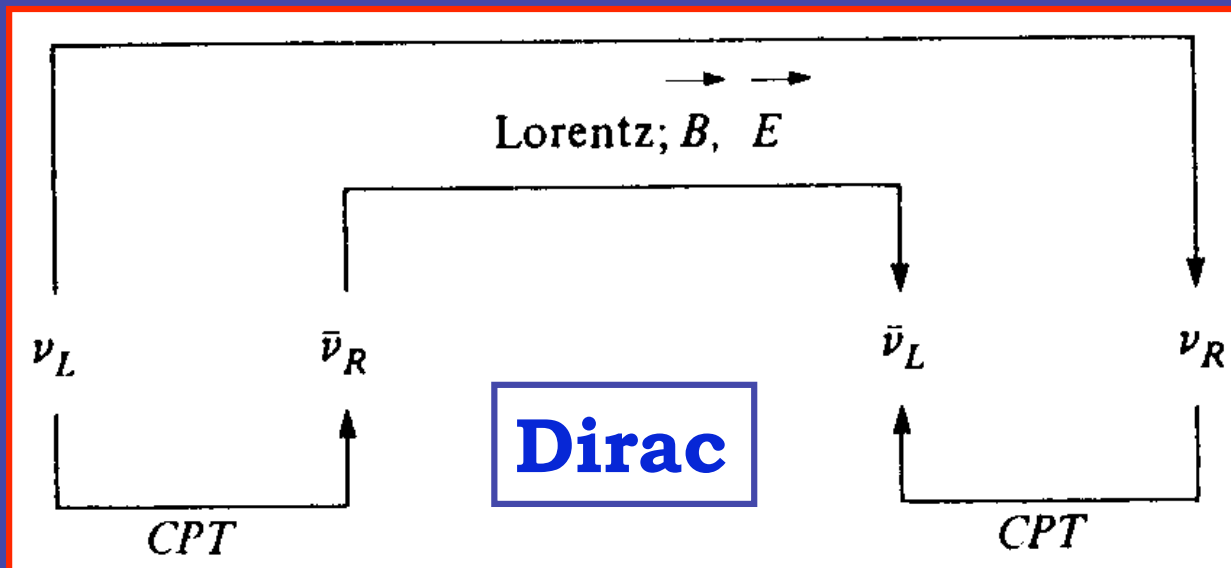 Lorentz; B, E
ν_L ν̄_R ν̄_L ν_R
Dirac
CPT CPT